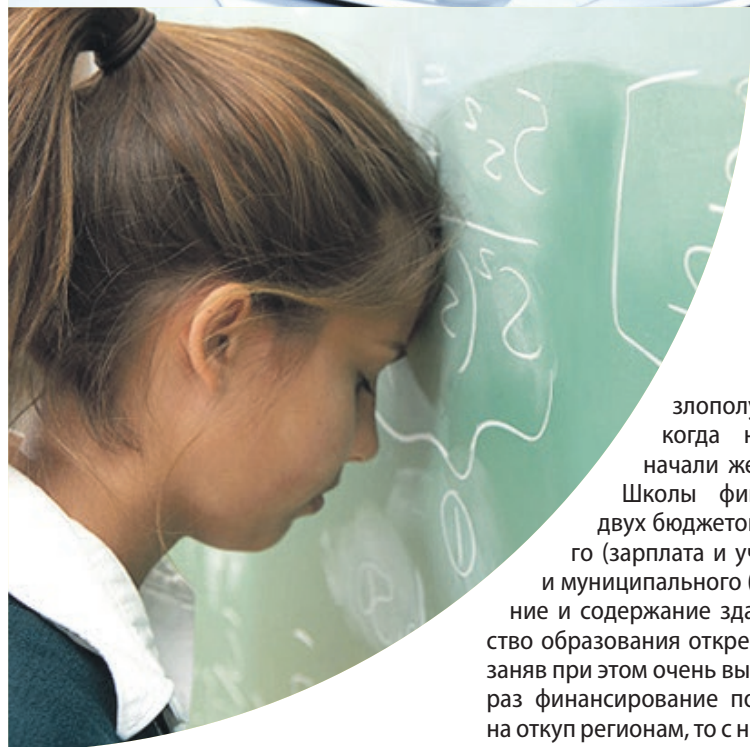 злополу
когда н
начали же
Школы фи
двух бюджето
го (зарплата и уч
и муниципального (
ние и содержание зда
ство образования откре
заняв при этом очень вы
раз финансирование по
на откуп регионам, то с н